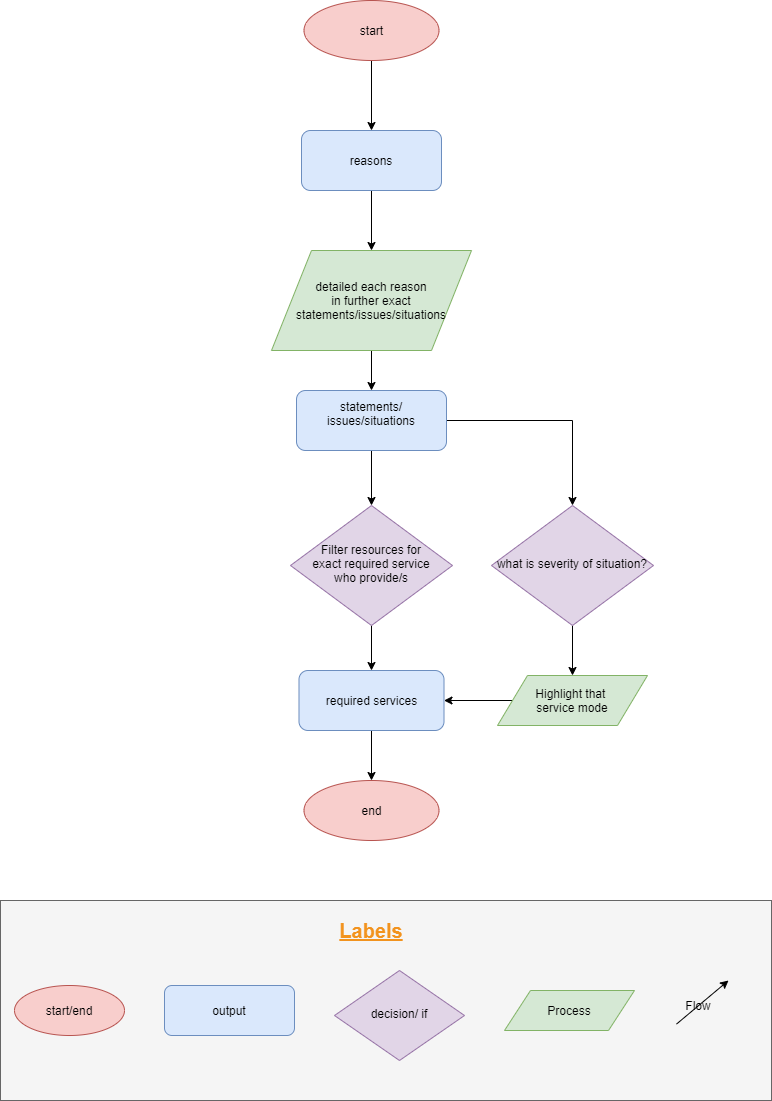 start
reasons
detailed each reason
in further exact
statements/issues/situations
statements/
issues/situations
Filter resources for
exact required service
who provide/s
what is severity of situation?
required services
Highlight that
service mode
end
Labels
start/end
output
decision/ if
Process
Flow